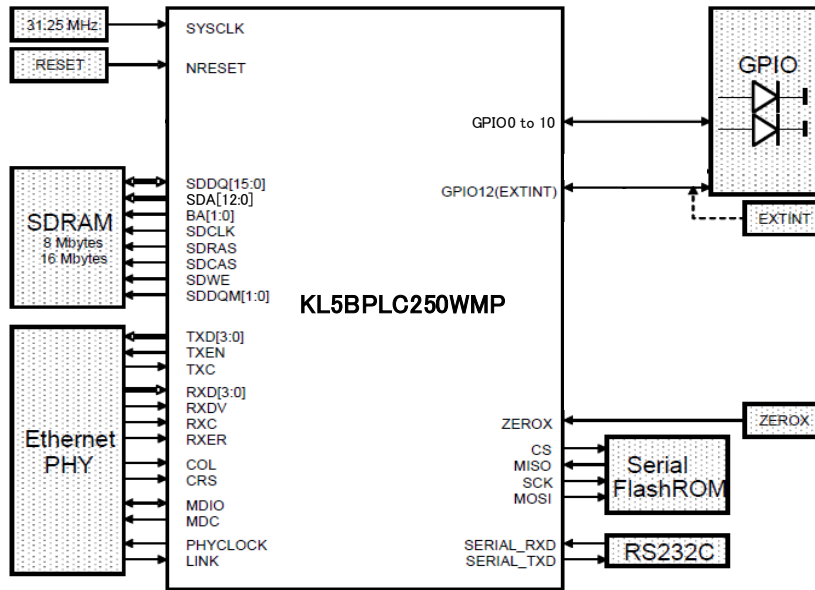 31.25 MHz
RESET
SYSCLK
NRESET
GPIO
GPIO0 to 10
GPIO12(EXTINT)
EXTINT
SDRAM
8 Mbytes
16 Mbytes
SDDQ[15:0]
SDA[12:0]
BA[1:0]
SDCLK
SDRAS
SDCAS
SDWE
SDDQM[1:0]
KL5BPLC250WMP
Ethernet
PHY
TXD[3:0]
TXEN
TXC
RXD[3:0]
RXDV
RXC
RXER
COL
CRS
MDIO
MDC
PHYCLOCK
LINK
ZEROX
ZEROX
CS
MISO
SCK
MOSI
Serial
FlashROM
SERIAL_RXD
SERIAL_TXD
RS232C